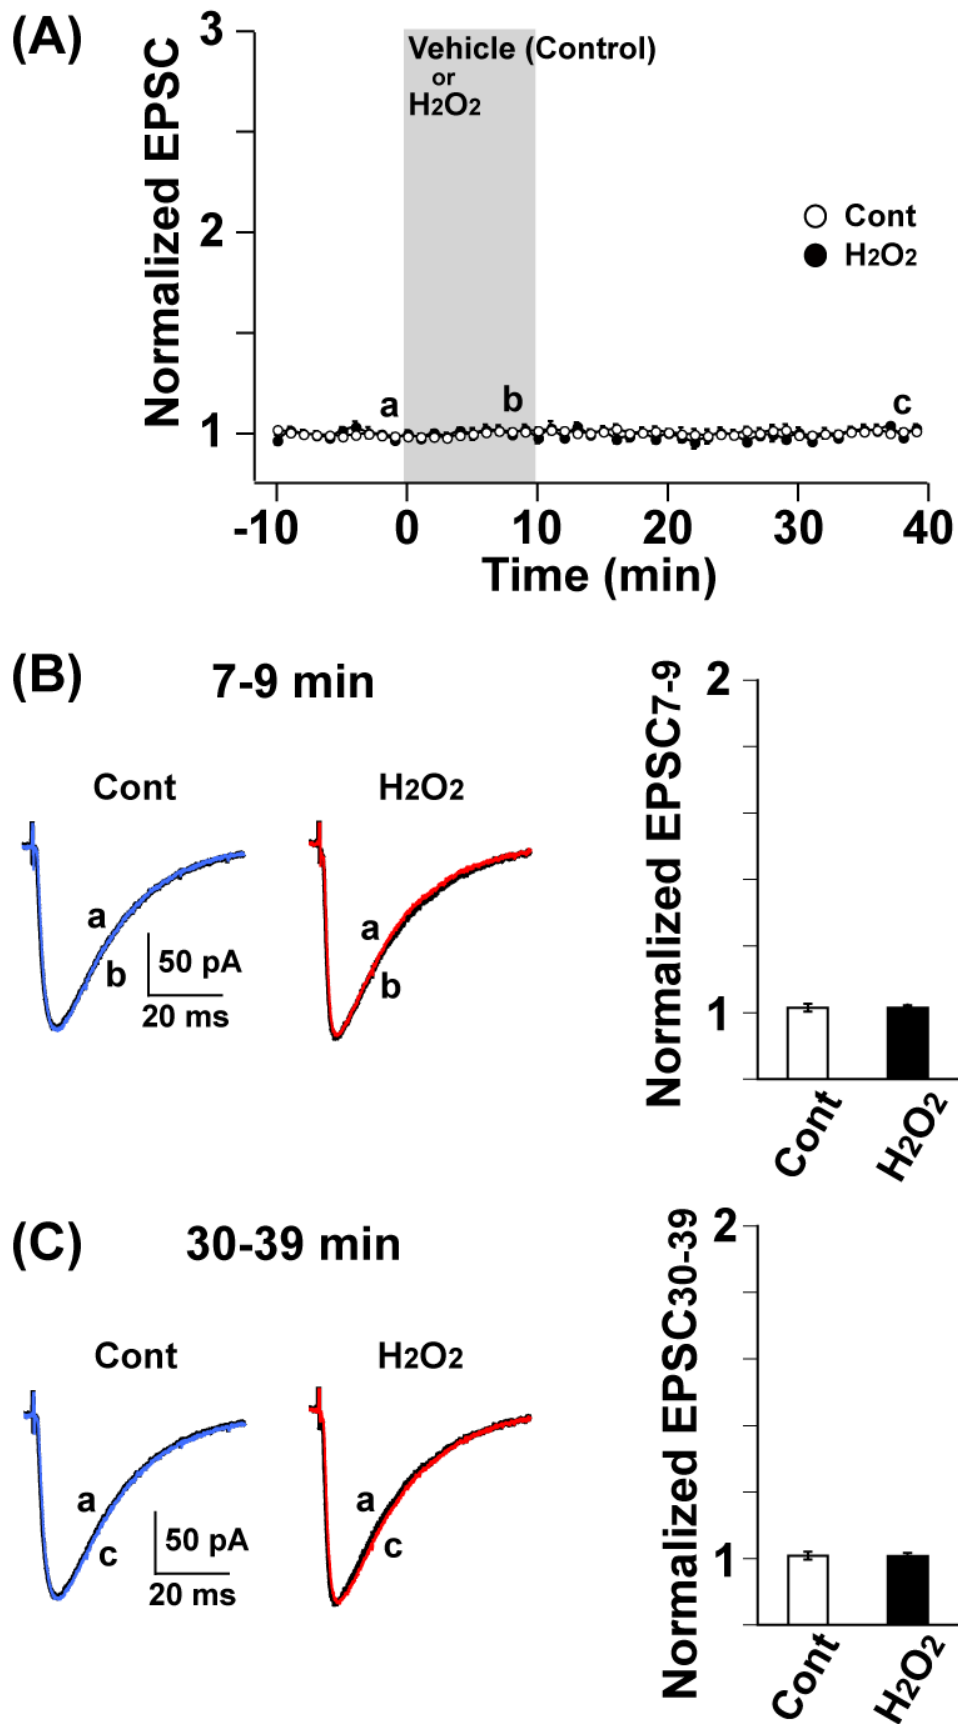 (A)
Normalized EPSC
3
2
1
Vehicle (Control)
or
H2O2
Cont
H2O2
a
b
c
-10
0
10
20
30
40
Time (min)
(B)
7-9 min
Cont
H2O2
a
b
50 pA
20 ms
a
b
Normalized EPSC7-9
2
1
Cont
H2O2
(C)
30-39 min
Cont
H2O2
a
c
50 pA
20 ms
a
c
Normalized EPSC30-39
2
1
Cont
H2O2